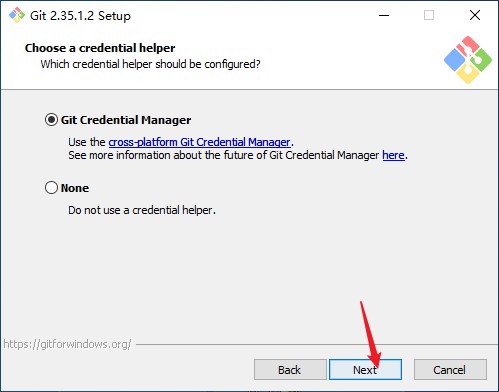 Git 2.35.1.2 Setup
Choose a credential helper
Which credential helper should be configured?
Git Credential Manager
Use the cross-platform Git Credential Manager.
See more information about the future of Git Credential Manager here.
None
Do not use a credential helper.
https://gitforwindows.org/
Back Next Cancel